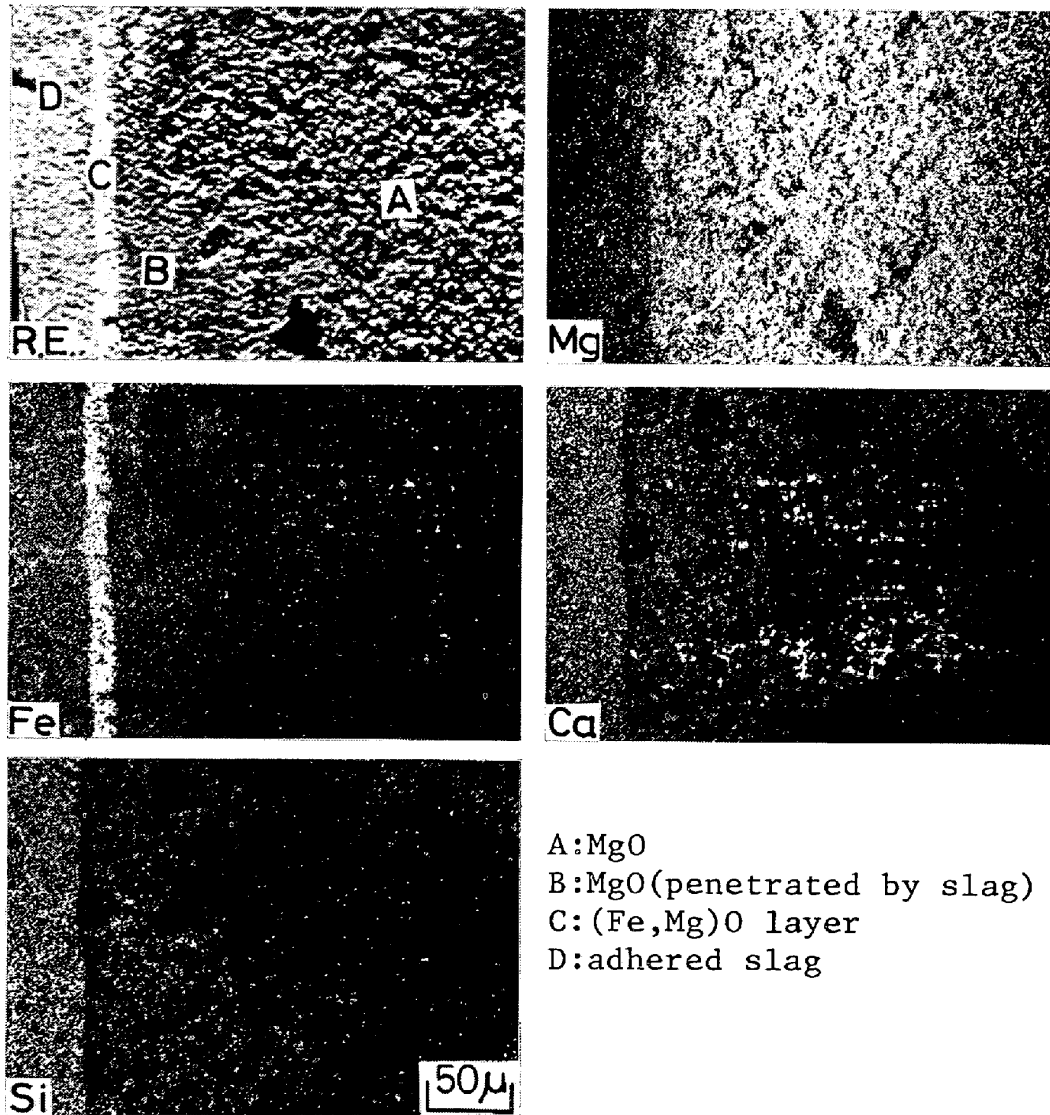 D
C
A
B
R.E.
Mg
Fe
Ca
Si
50μ
A:MgO
B:MgO(penetrated by slag)
C:(Fe,Mg)O layer
D:adhered slag